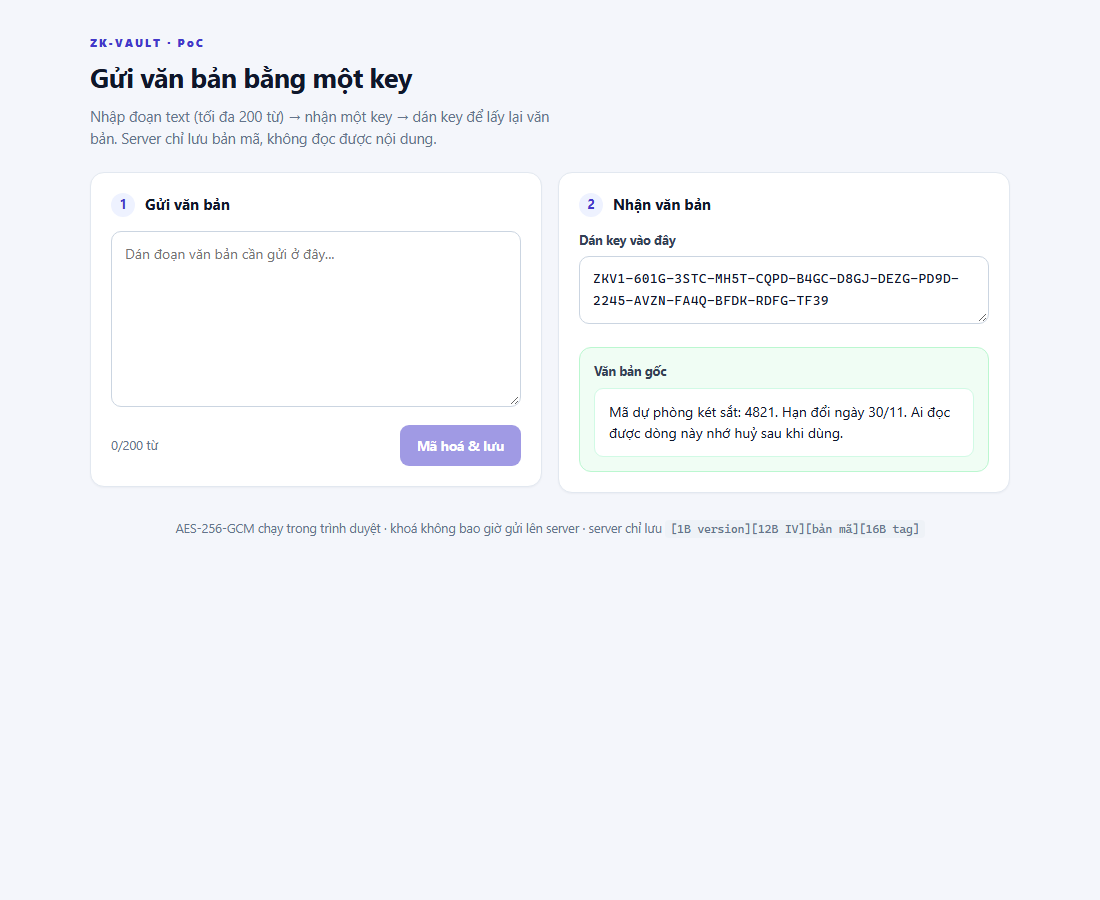 ZK-VAULT · PoC
Gửi văn bản bằng một key
Nhập đoạn text (tối đa 200 từ) → nhận một key → dán key để lấy lại văn
bản. Server chỉ lưu bản mã, không đọc được nội dung.
1 Gửi văn bản
Dán đoạn văn bản cần gửi ở đây...
0/200 từ
Mã hoá & lưu
2 Nhận văn bản
Dán key vào đây
ZKV1-601G-3STC-MH5T-CQPD-B4GC-D8GJ-DEZG-PD9D-
2245-AVZN-FA4Q-BFDK-RDFG-TF39
Văn bản gốc
Mã dự phòng két sắt: 4821. Hạn đổi ngày 30/11. Ai đọc
được dòng này nhớ huỷ sau khi dùng.
AES-256-GCM chạy trong trình duyệt · khoá không bao giờ gửi lên server · server chỉ lưu [1B version][12B IV][bản mã][16B tag]